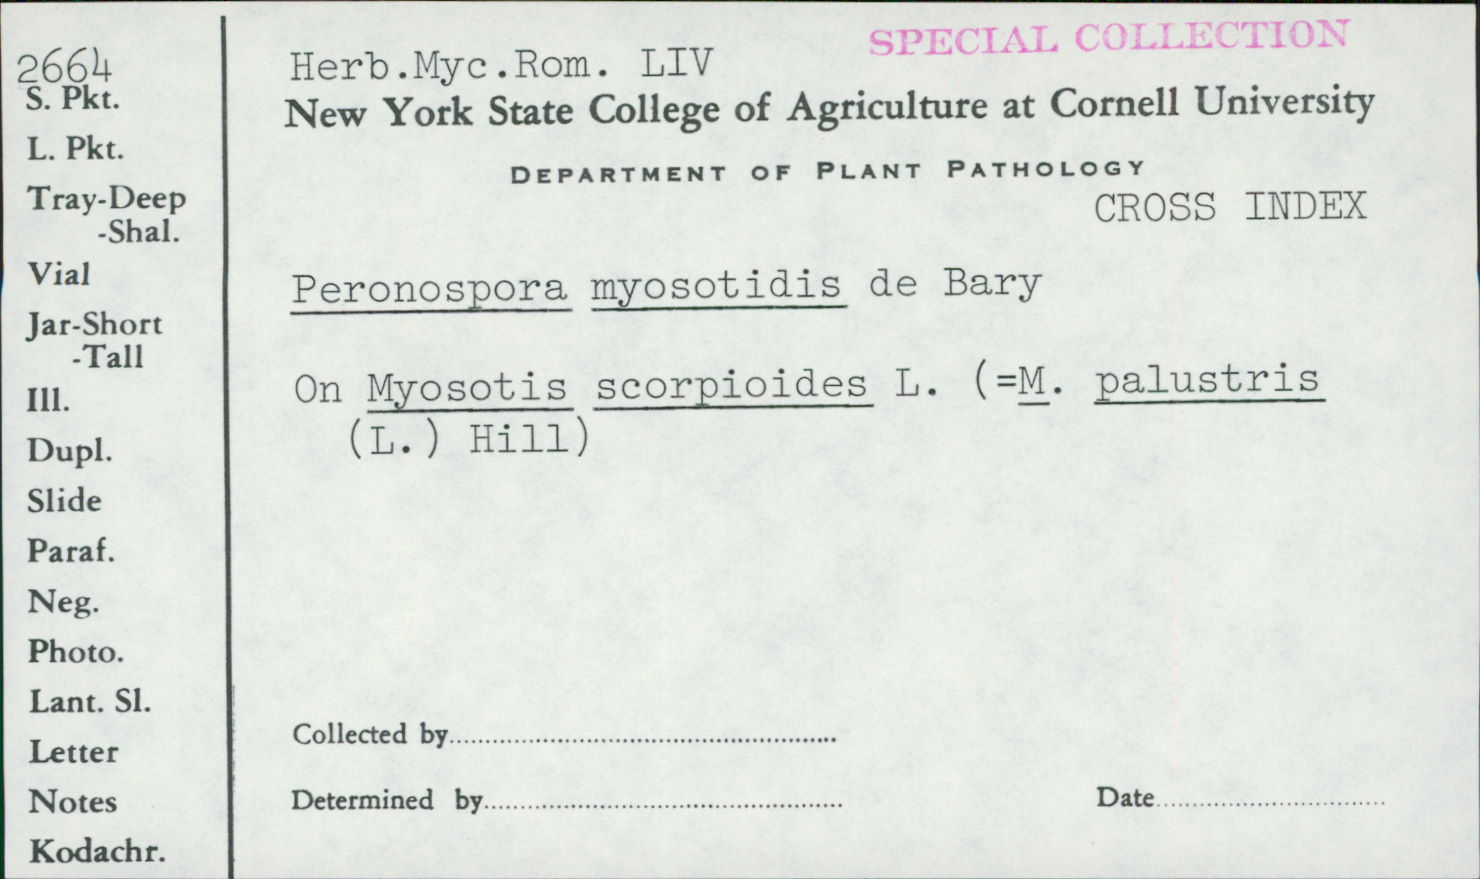 2664
S. Pkt.
L. Pkt.
Tray-Deep
-Shal.
Vial
Jar-Short
-Tall
Ill.
Dupl.
Slide
Paraf.
Neg.
Photo.
Lant. Sl.
Letter
Notes
Kodachr.
SPECIAL COLLECTION
Herb.Myc.Rom. LIV
New York State College of Agriculture at Cornell University
DEPARTMENT OF PLANT PATHOLOGY
CROSS INDEX
Peronospora myosotidis de Bary
On Myosotis scorpioides L. (=M. palustris
(L.) Hill)
Collected by
Determined by
Date